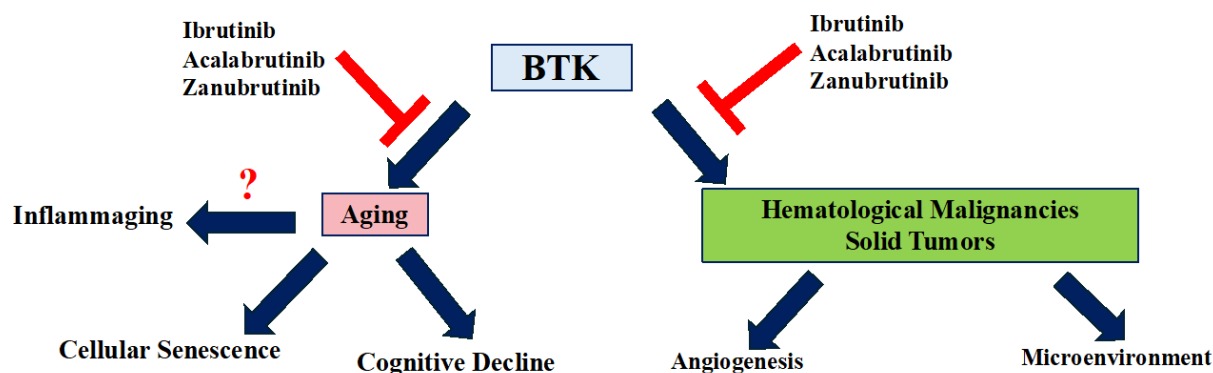 Ibrutinib
Acalabrutinib
Zanubrutinib
BTK
Ibrutinib
Acalabrutinib
Zanubrutinib
?
Inflammaging
Aging
Hematological Malignancies
Solid Tumors
Cellular Senescence
Cognitive Decline
Angiogenesis
Microenvironment